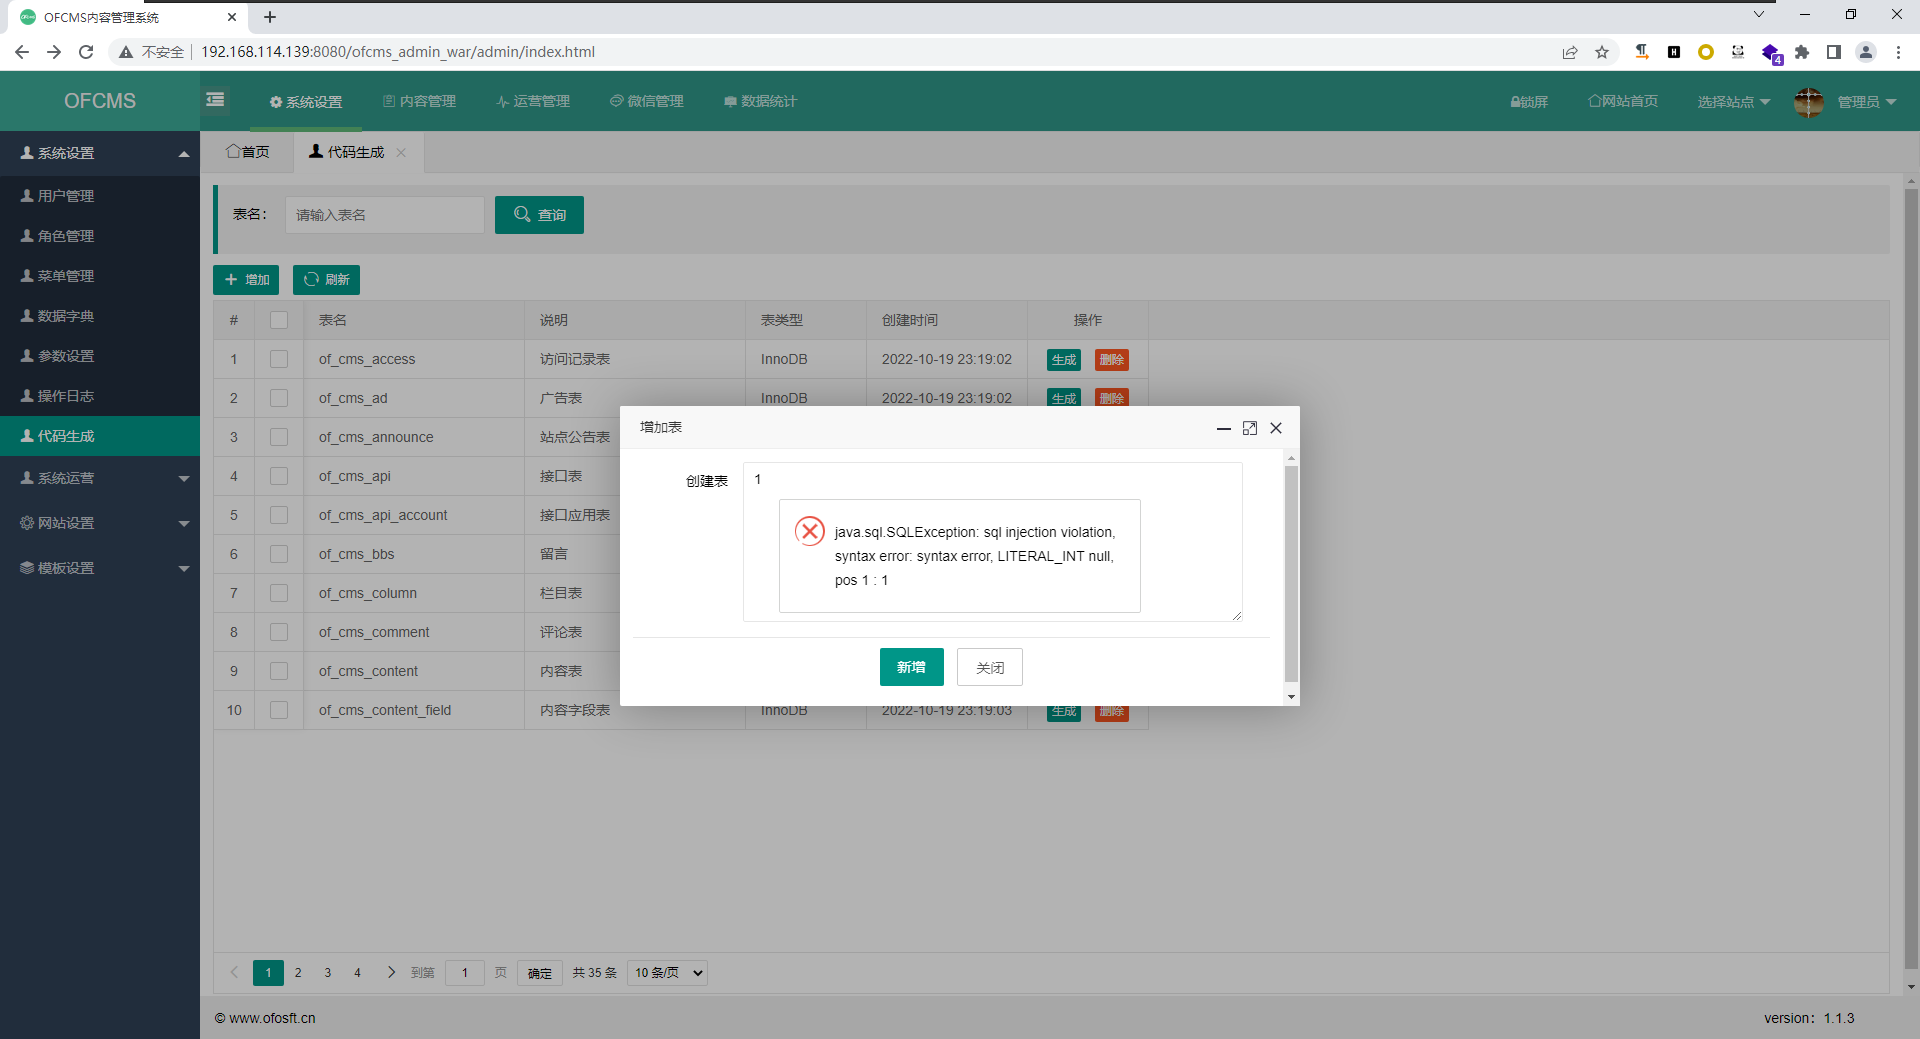 OFCMS内容管理系统
不安全 192.168.114.139:8080/ofcms_admin_war/admin/index.html
4
OFCMS
系统设置 内容管理 运营管理 微信管理 数据统计 锁屏 网站首页 选择站点 管理员
系统设置
用户管理
角色管理
菜单管理
数据字典
参数设置
操作日志
代码生成
系统运营
网站设置
模板设置
首页 代码生成
表名： 请输入表名 查询
增加 刷新
# 表名 说明 表类型 创建时间 操作
1 of_cms_access 访问记录表 InnoDB 2022-10-19 23:19:02 生成 删除
2 of_cms_ad 广告表 InnoDB 2022-10-19 23:19:02 生成 删除
3 of_cms_announce 站点公告表
4 of_cms_api 接口表
5 of_cms_api_account 接口应用表
6 of_cms_bbs 留言
7 of_cms_column 栏目表
8 of_cms_comment 评论表
9 of_cms_content 内容表
10 of_cms_content_field 内容字段表 InnoDB 2022-10-19 23:19:03 生成 删除
增加表
创建表 1
java.sql.SQLException: sql injection violation,
syntax error: syntax error, LITERAL_INT null,
pos 1 : 1
新增 关闭
1 2 3 4 到第 1 页 确定 共 35 条 10 条/页
© www.ofosft.cn
version：1.1.3